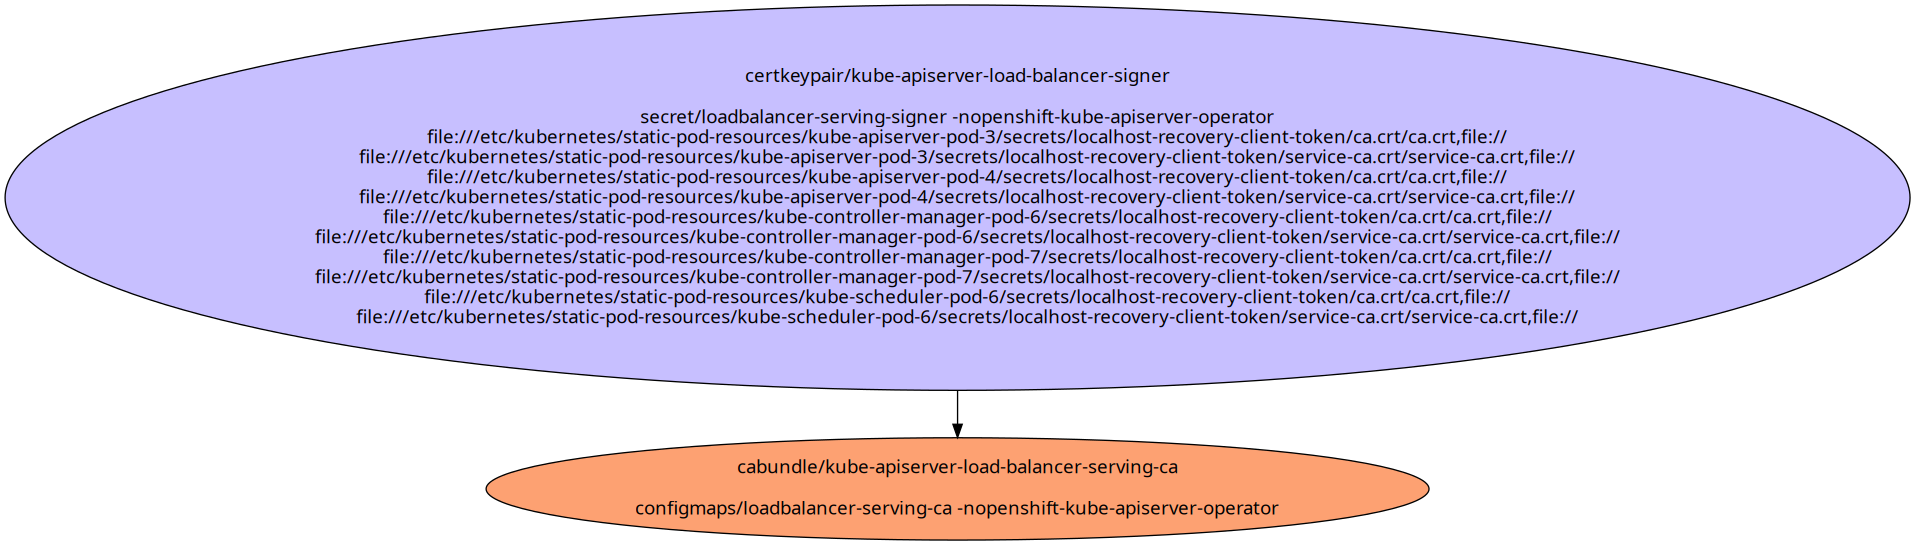 certkeypair/kube-apiserver-load-balancer-signer
secret/loadbalancer-serving-signer -nopenshift-kube-apiserver-operator
file:///etc/kubernetes/static-pod-resources/kube-apiserver-pod-3/secrets/localhost-recovery-client-token/ca.crt/ca.crt,file://
file:///etc/kubernetes/static-pod-resources/kube-apiserver-pod-3/secrets/localhost-recovery-client-token/service-ca.crt/service-ca.crt,file://
file:///etc/kubernetes/static-pod-resources/kube-apiserver-pod-4/secrets/localhost-recovery-client-token/ca.crt/ca.crt,file://
file:///etc/kubernetes/static-pod-resources/kube-apiserver-pod-4/secrets/localhost-recovery-client-token/service-ca.crt/service-ca.crt,file://
file:///etc/kubernetes/static-pod-resources/kube-controller-manager-pod-6/secrets/localhost-recovery-client-token/ca.crt/ca.crt,file://
file:///etc/kubernetes/static-pod-resources/kube-controller-manager-pod-6/secrets/localhost-recovery-client-token/service-ca.crt/service-ca.crt,file://
file:///etc/kubernetes/static-pod-resources/kube-controller-manager-pod-7/secrets/localhost-recovery-client-token/ca.crt/ca.crt,file://
file:///etc/kubernetes/static-pod-resources/kube-controller-manager-pod-7/secrets/localhost-recovery-client-token/service-ca.crt/service-ca.crt,file://
file:///etc/kubernetes/static-pod-resources/kube-scheduler-pod-6/secrets/localhost-recovery-client-token/ca.crt/ca.crt,file://
file:///etc/kubernetes/static-pod-resources/kube-scheduler-pod-6/secrets/localhost-recovery-client-token/service-ca.crt/service-ca.crt,file://
cabundle/kube-apiserver-load-balancer-serving-ca
configmaps/loadbalancer-serving-ca -nopenshift-kube-apiserver-operator